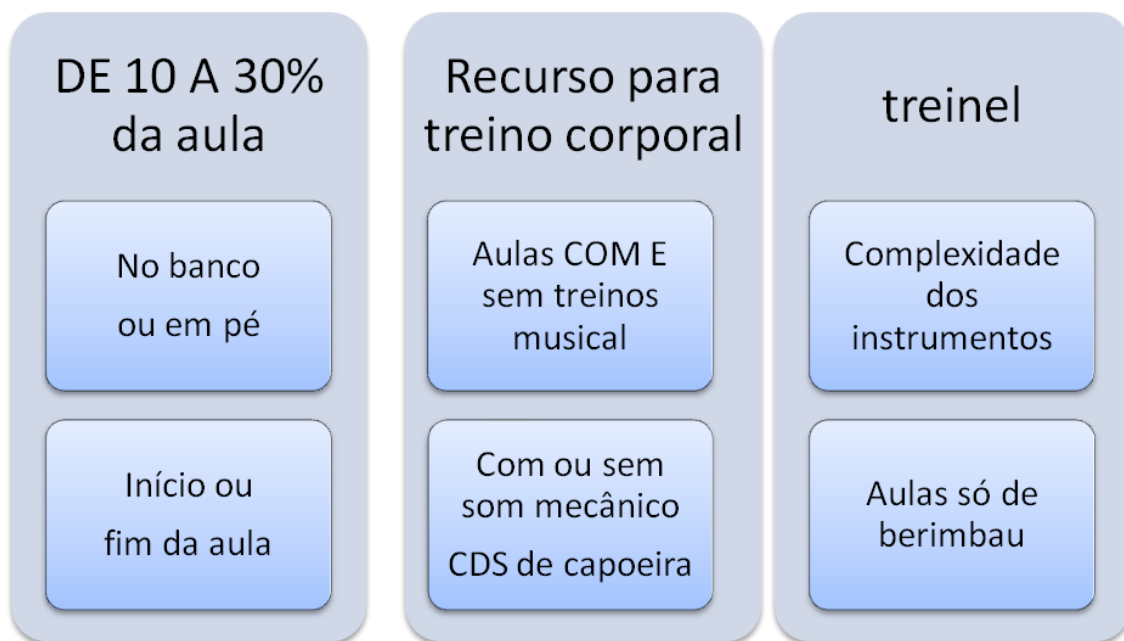 DE 10 A 30%
da aula
No banco
ou em pé
Início ou
fim da aula
Recurso para
treino corporal
Aulas COM E
sem treinos
musical
Com ou sem
som mecânico
CDS de capoeira
treinel
Complexidade
dos
instrumentos
Aulas só de
berimbau